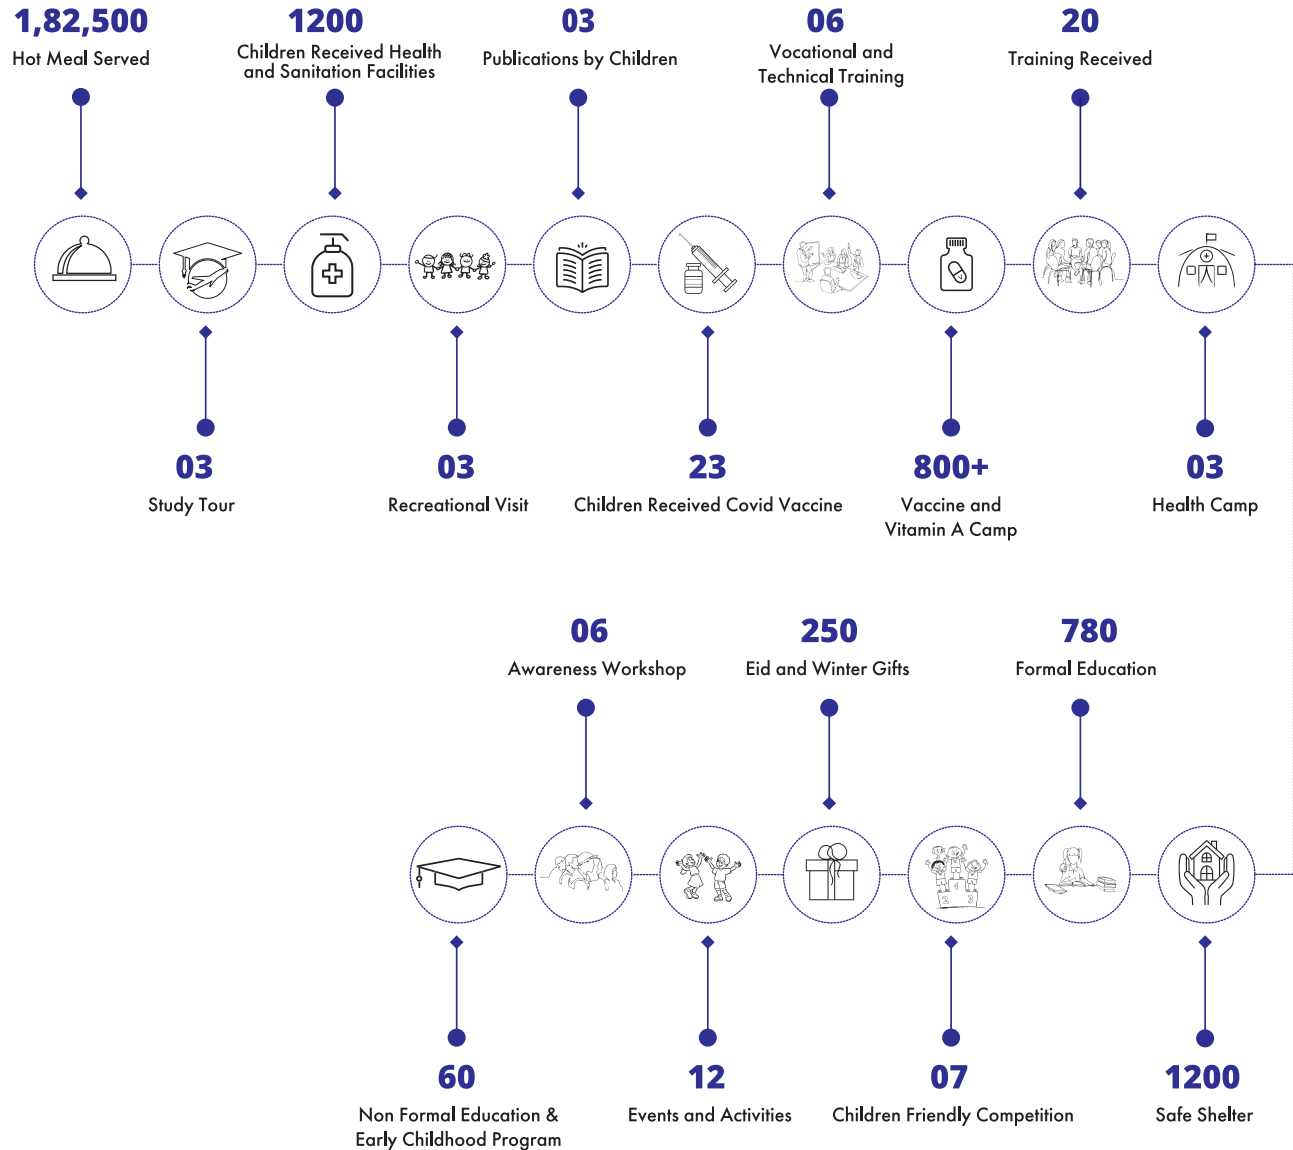 1,82,500
Hot Meal Served
1200
Children Received Health
and Sanitation Facilities
03
Publications by Children
06
Vocational and
Technical Training
20
Training Received
03
Study Tour
03
Recreational Visit
23
Children Received Covid Vaccine
800+
Vaccine and
Vitamin A Camp
03
Health Camp
06
Awareness Workshop
250
Eid and Winter Gifts
780
Formal Education
1
2
3
60
Non Formal Education &
Early Childhood Program
12
Events and Activities
07
Children Friendly Competition
1200
Safe Shelter